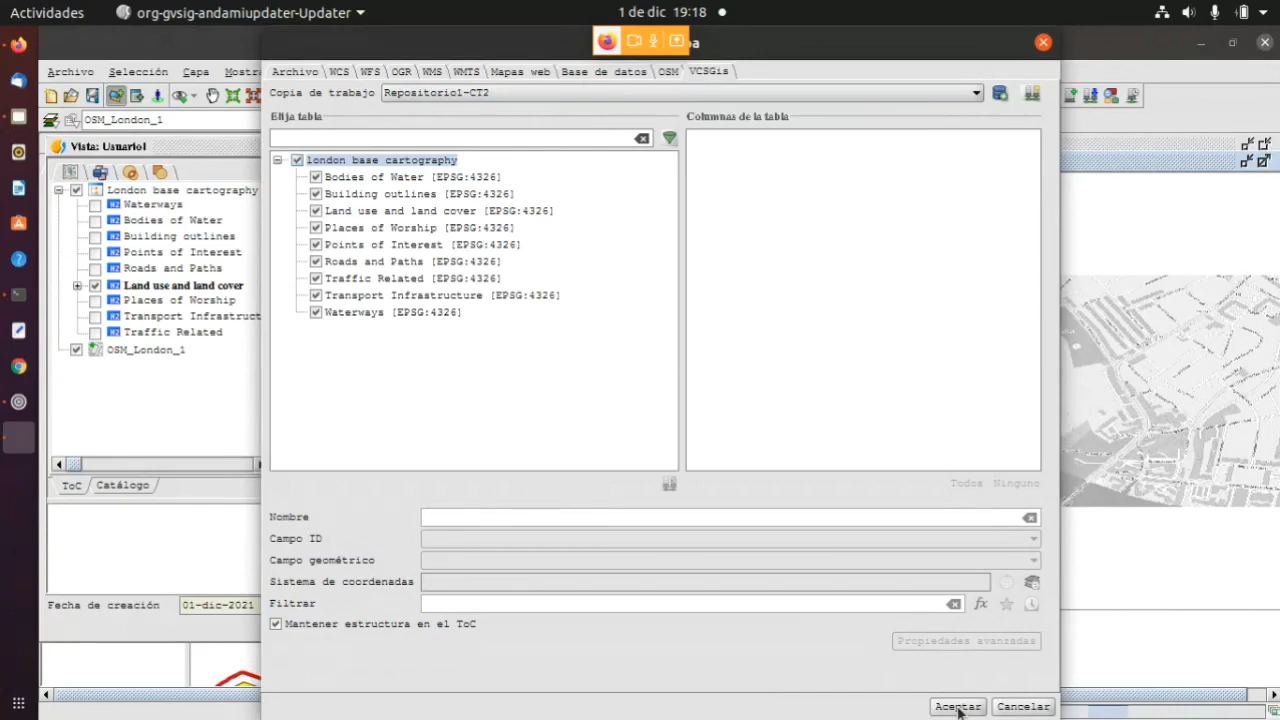 Actividades
org-gvsig-andamiupdater-Updater
1 de dic 19:18
Archivo
Selección
Capa
OSM_London_1
Vista: Usuario1
London base cartography
Waterways
Bodies of Water
Building outlines
Points of Interest
Roads and Paths
Land use and land cover
Places of Worship
Transport Infrastruct
Traffic Related
OSM_London_1
ToC
Catálogo
Fecha de creación
01-dic-2021
Archivo
WCS
WFS
OGR
WMS
WMTS
Mapas web
Base de datos
OSM
VCSGis
Copia de trabajo
Repositorio1-CT2
Elija tabla
Columnas de la tabla
london base cartography
Bodies of Water [EPSG:4326]
Building outlines [EPSG:4326]
Land use and land cover [EPSG:4326]
Places of Worship [EPSG:4326]
Points of Interest [EPSG:4326]
Roads and Paths [EPSG:4326]
Traffic Related [EPSG:4326]
Transport Infrastructure [EPSG:4326]
Waterways [EPSG:4326]
Todos Ninguno
Nombre
Campo ID
Campo geométrico
Sistema de coordenadas
Filtrar
fx
Mantener estructura en el ToC
Propiedades avanzadas
Aceptar
Cancelar